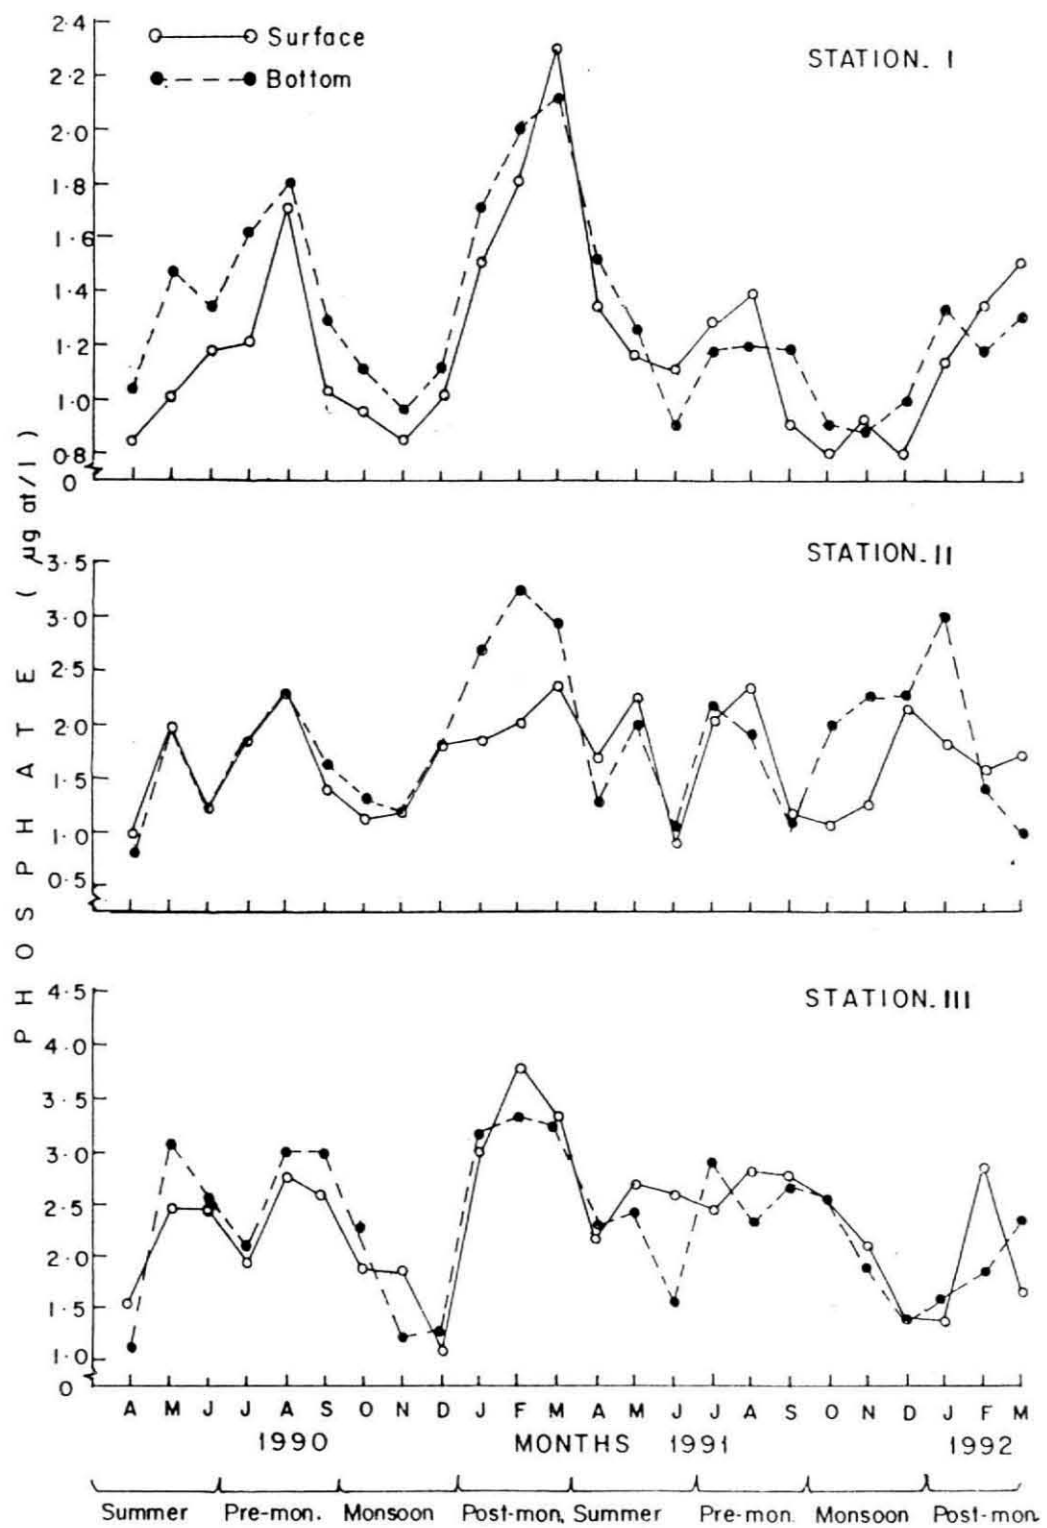 2·4
Surface
STATION. I
2·2
Bottom
2·0
1·8
1·6
1·4
1·2
1·0
0·8
0
PHOSPHATE ( µg at/l )
3·5
STATION.II
3·0
2·5
2·0
1·5
1·0
0·5
4·5
STATION.III
4·0
3·5
3·0
2·5
2·0
1·5
1·0
0
A M J J A S O N D J F M A M J J A S O N D J F M
1990 MONTHS 1991 1992
Summer Pre-mon. Monsoon Post-mon, Summer Pre-mon. Monsoon Post-mon.